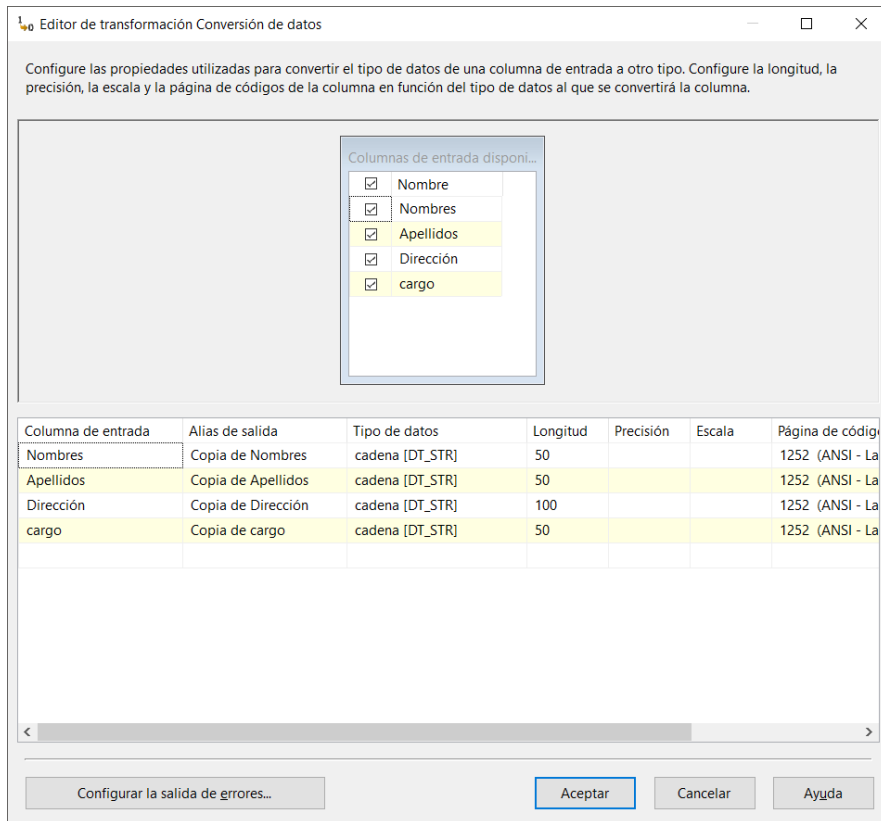 Editor de transformación Conversión de datos
Configure las propiedades utilizadas para convertir el tipo de datos de una columna de entrada a otro tipo. Configure la longitud, la
precisión, la escala y la página de códigos de la columna en función del tipo de datos al que se convertirá la columna.
Columnas de entrada disponi...
Nombre
Nombres
Apellidos
Dirección
cargo
Columna de entrada Alias de salida Tipo de datos Longitud Precisión Escala Página de código
Nombres Copia de Nombres cadena [DT_STR] 50 1252 (ANSI - La
Apellidos Copia de Apellidos cadena [DT_STR] 50 1252 (ANSI - La
Dirección Copia de Dirección cadena [DT_STR] 100 1252 (ANSI - La
cargo Copia de cargo cadena [DT_STR] 50 1252 (ANSI - La
Configurar la salida de errores... Aceptar Cancelar Ayuda